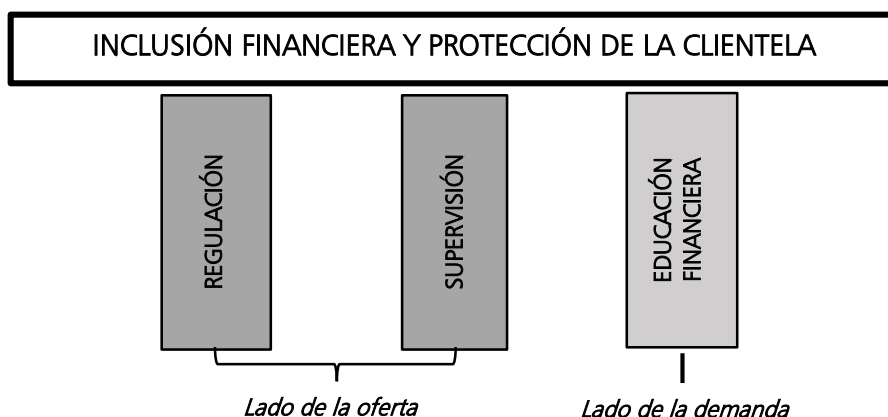 INCLUSIÓN FINANCIERA Y PROTECCIÓN DE LA CLIENTELA
REGULACIÓN
SUPERVISIÓN
EDUCACIÓN
FINANCIERA
Lado de la oferta
Lado de la demanda